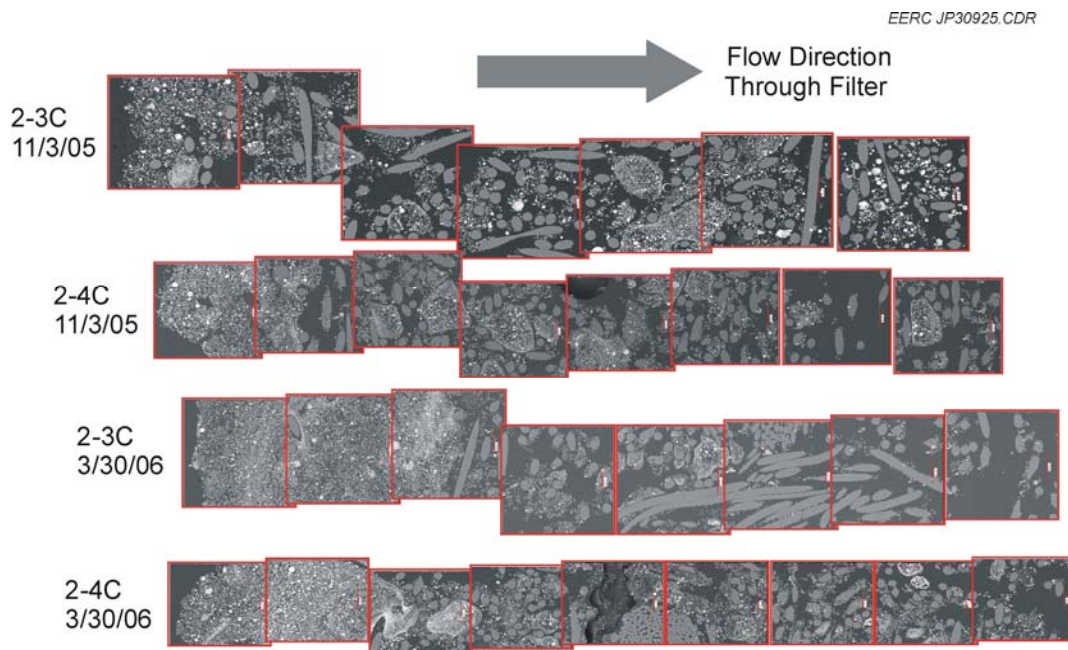 EERC JP30925.CDR
Flow Direction
Through Filter
2-3C
11/3/05
2-4C
11/3/05
2-3C
3/30/06
2-4C
3/30/06